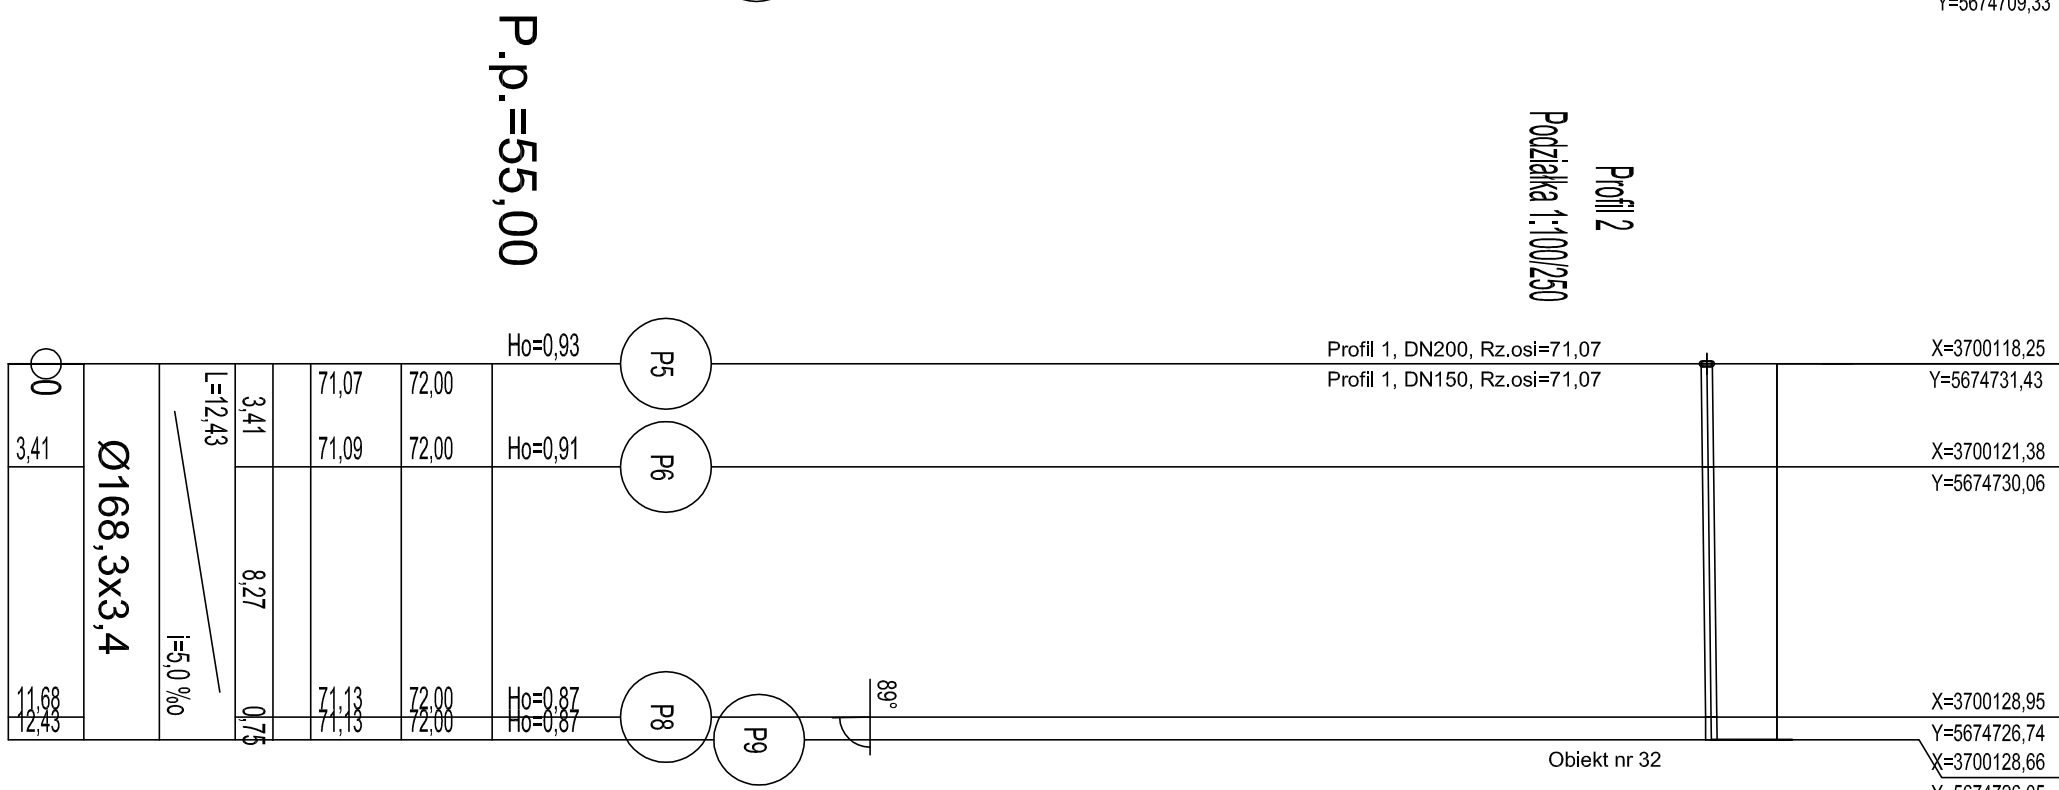 Y=5674709,33
P.p.=55,00
Profil 2
Podziałka 1:100/250
Ho=0,93
P5
Profil 1, DN200, Rz.osi=71,07
X=3700118,25
Profil 1, DN150, Rz.osi=71,07
Y=5674731,43
00
L=12,43
3,41
71,07
72,00
3,41
71,09
72,00
Ho=0,91
P6
X=3700121,38
Y=5674730,06
Ø168,3x3,4
8,27
i=5,0 ‰
11,68
71,13
72,00
Ho=0,87
P8
89°
X=3700128,95
12,43
0,75
71,13
72,00
Ho=0,87
P9
Y=5674726,74
Obiekt nr 32
X=3700128,66